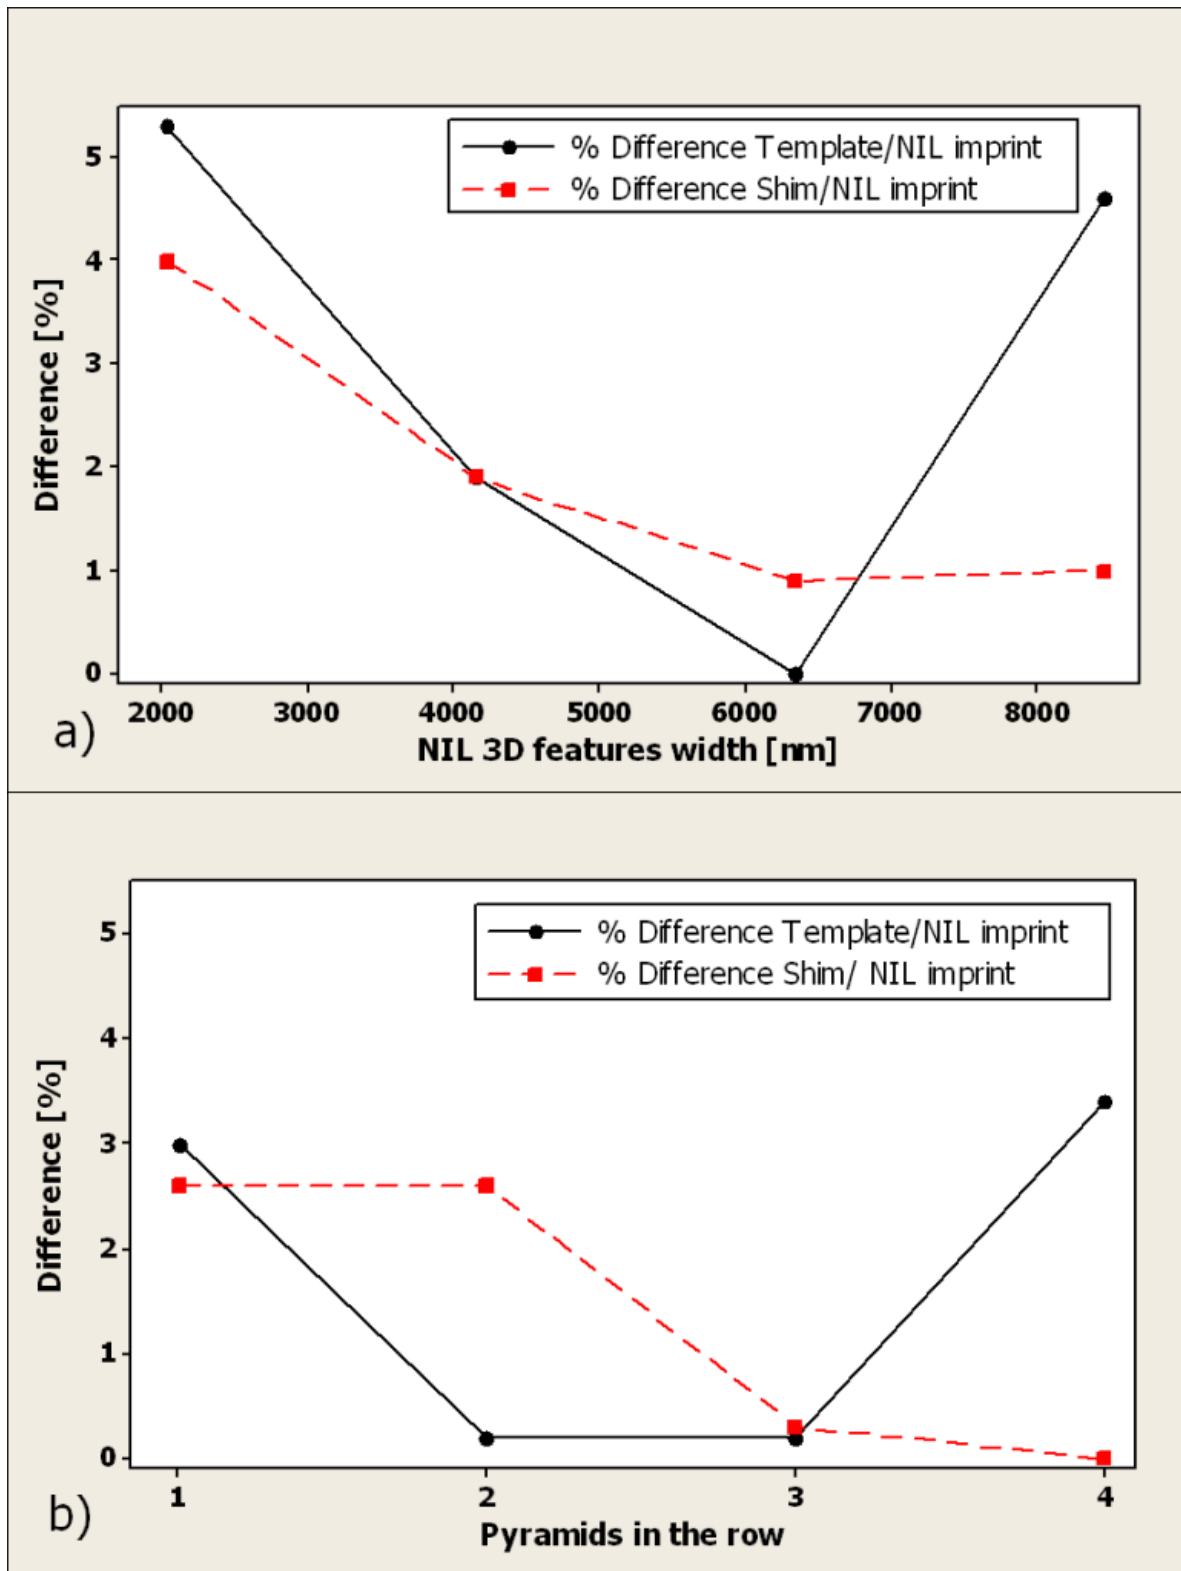 % Difference Template/NIL imprint
% Difference Shim/NIL imprint
Difference [%]
5
4
3
2
1
0
2000 3000 4000 5000 6000 7000 8000
a)
NIL 3D features width [nm]
% Difference Template/NIL imprint
% Difference Shim/ NIL imprint
Difference [%]
5
4
3
2
1
0
1 2 3 4
b)
Pyramids in the row